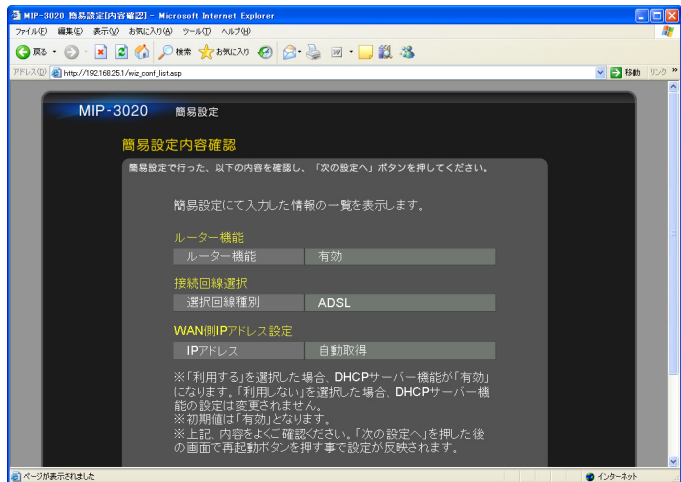 MIP-3020 簡易設定[内容確認] - Microsoft Internet Explorer
ファイル(F) 編集(E) 表示(V) お気に入り(A) ツール(T) ヘルプ(H)
戻る 検索 お気に入り
アドレス(D) http://192.168.25.1/wiz_conf_list.asp 移動 リンク »
MIP-3020 簡易設定
簡易設定内容確認
簡易設定で行った、以下の内容を確認し、「次の設定へ」ボタンを押してください。
簡易設定にて入力した情報の一覧を表示します。
ルーター機能
ルーター機能 有効
接続回線選択
選択回線種別 ADSL
WAN側IPアドレス設定
IPアドレス 自動取得
※「利用する」を選択した場合、DHCPサーバー機能が「有効」
になります。「利用しない」を選択した場合、DHCPサーバー機
能の設定は変更されません。
※初期値は「有効」となります。
※上記、内容をよくご確認ください。「次の設定へ」を押した後
の画面で再起動ボタンを押す事で設定が反映されます。
ページが表示されました インターネット